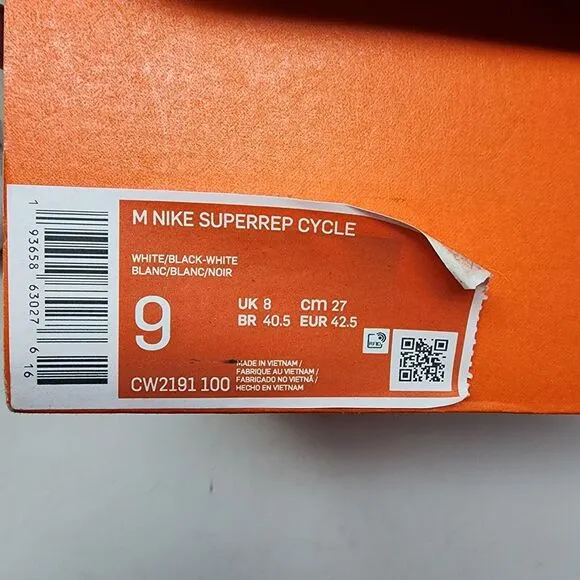 M NIKE SUPERREP CYCLE
WHITE/BLACK-WHITE
BLANC/BLANC/NOIR
9
UK 8 cm 27
BR 40.5 EUR 42.5
MADE IN VIETNAM /
FABRIQUE AU VIETNAM /
FABRICADO NO VIETNÃ /
HECHO EN VIETNAM
CW2191 100
1 93658 63027 6 16